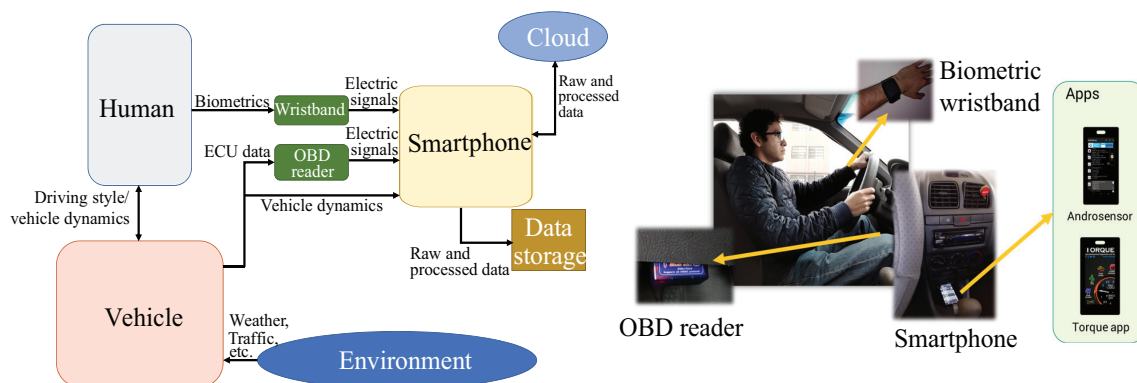 Cloud
Human
Biometrics
Wristband
Electric
signals
Raw and
processed
data
Smartphone
ECU data
OBD
reader
Electric
signals
Driving style/
vehicle dynamics
Vehicle dynamics
Data
storage
Raw and
processed data
Vehicle
Weather,
Traffic,
etc.
Environment
Biometric
wristband
OBD reader
Smartphone
Apps
Androsensor
TORQUE
Torque app